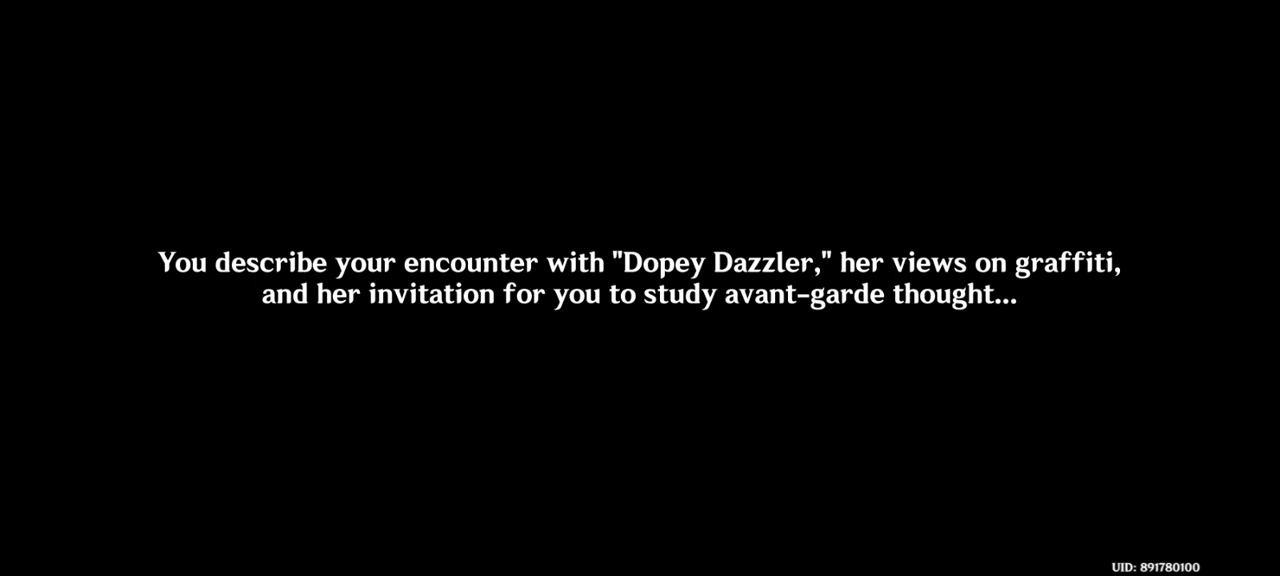 You describe your encounter with "Dopey Dazzler," her views on graffiti,
and her invitation for you to study avant-garde thought...
UID: 891780100